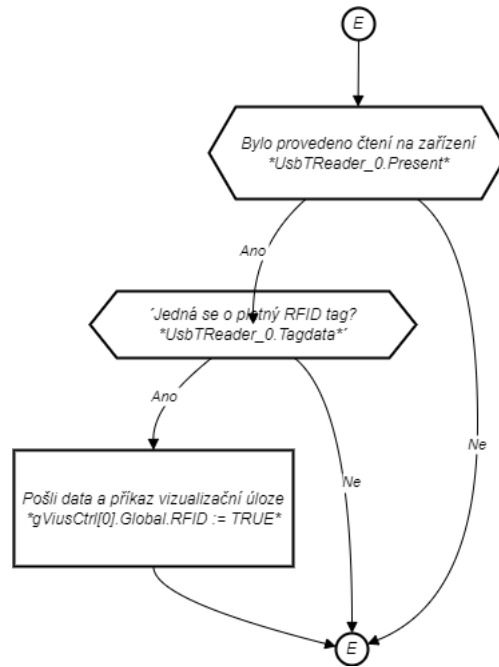 E
Bylo provedeno čtení na zařízení
*UsbTReader_0.Present*
Ano
´Jedná se o platný RFID tag?
*UsbTReader_0.Tagdata*´
Ano
Ne
Ne
Pošli data a příkaz vizualizační úloze
*gViusCtrl[0].Global.RFID := TRUE*
E